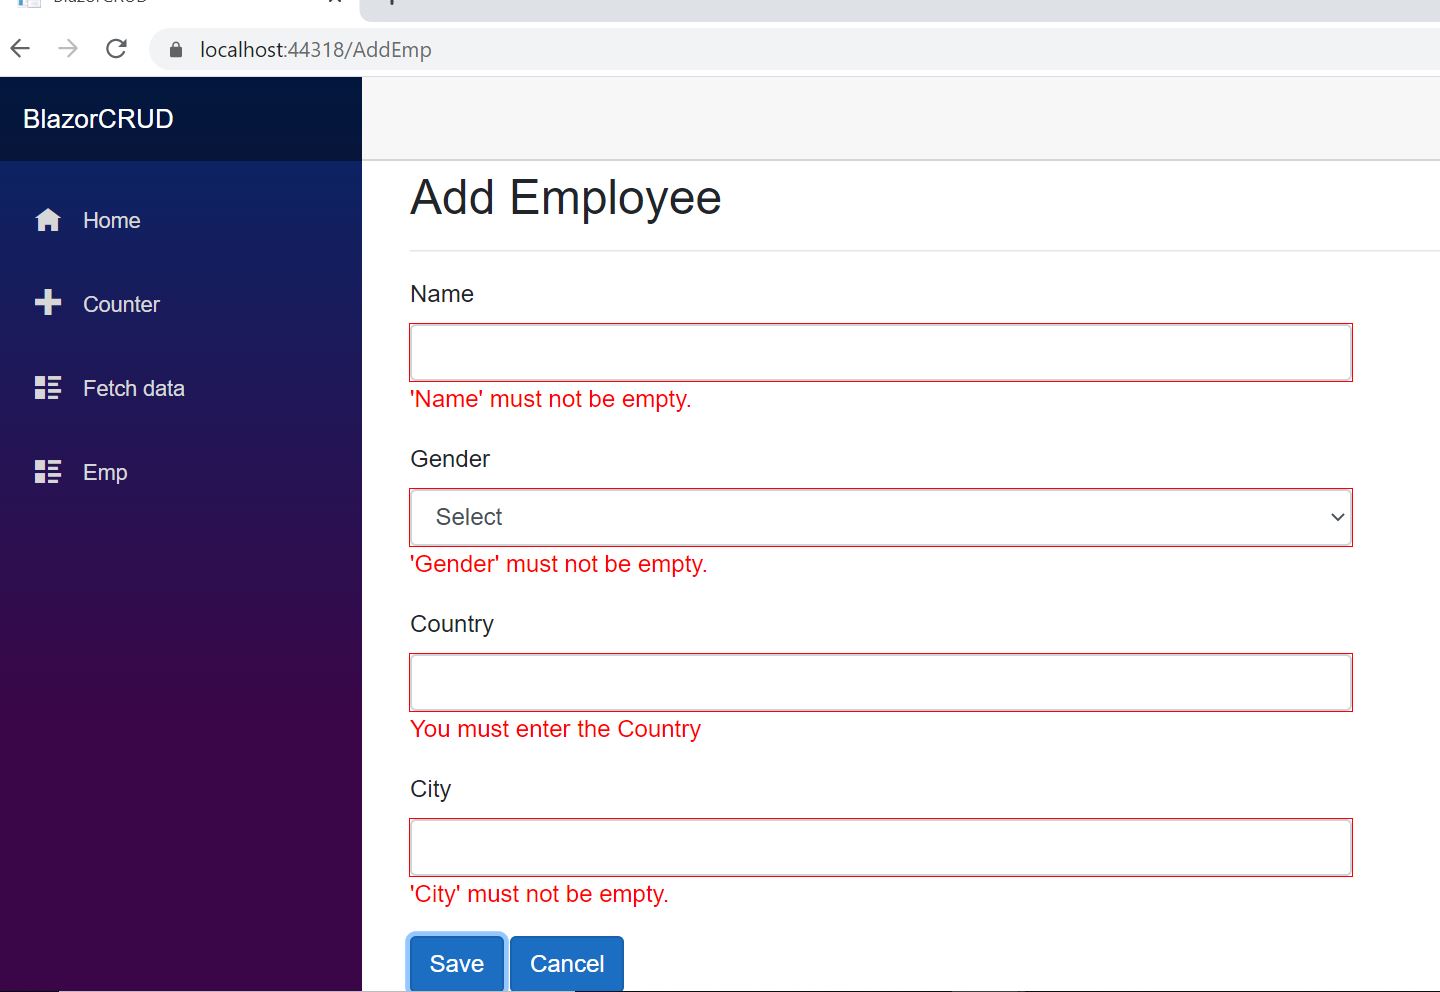 BlazorCRUD
localhost:44318/AddEmp
BlazorCRUD
Home
Counter
Fetch data
Emp
Add Employee
Name
'Name' must not be empty.
Gender
Select
'Gender' must not be empty.
Country
You must enter the Country
City
'City' must not be empty.
Save Cancel